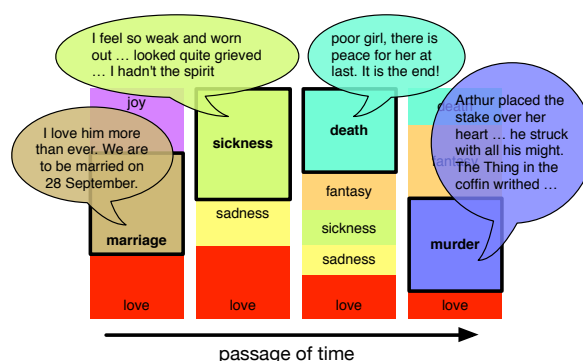 I feel so weak and worn
out … looked quite grieved
… I hadn't the spirit
poor girl, there is
peace for her at
last. It is the end!
Arthur placed the
stake over her
heart … he struck
with all his might.
The Thing in the
coffin writhed …
I love him more
than ever. We are
to be married on
28 September.
joy
marriage
love
sickness
sadness
love
death
fantasy
sickness
sadness
love
death
fantasy
murder
love
passage of time